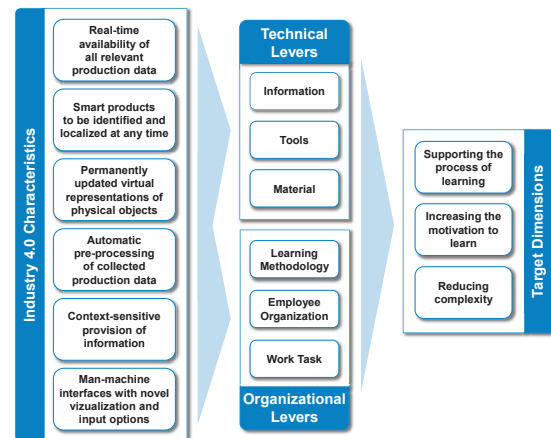 Industry 4.0 Characteristics
Real-time
availability of
all relevant
production data
Smart products
to be identified and
localized at any time
Permanently
updated virtual
representations of
physical objects
Automatic
pre-processing
of collected
production data
Context-sensitive
provision of
information
Man-machine
interfaces with novel
vizualization and
input options
Technical
Levers
Information
Tools
Material
Learning
Methodology
Employee
Organization
Work Task
Organizational
Levers
Supporting the
process of
learning
Increasing the
motivation to
learn
Reducing
complexity
Target Dimensions